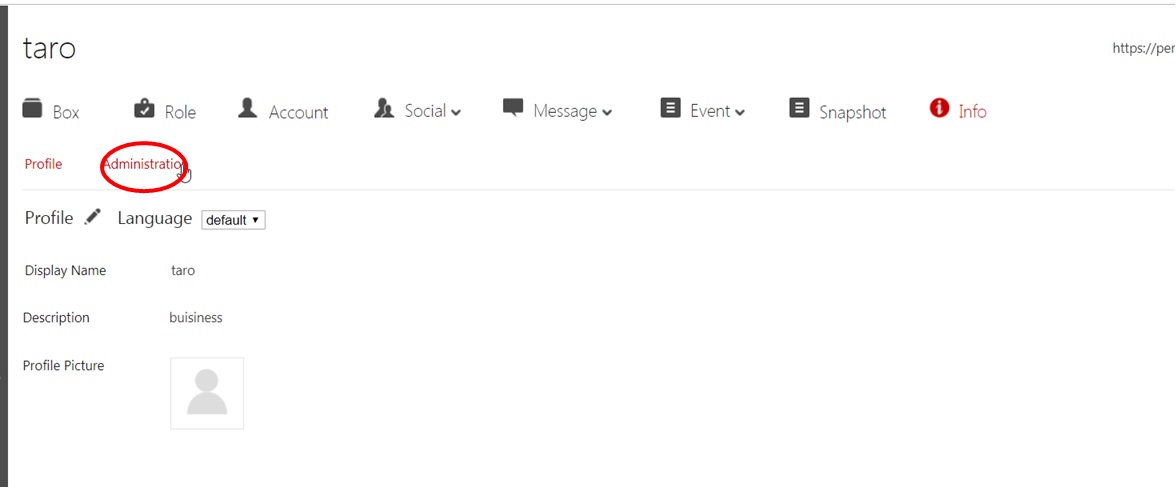 taro
https://per
Box Role Account Social Message Event Snapshot Info
Profile Administratio
Profile Language default
Display Name taro
Description buisiness
Profile Picture